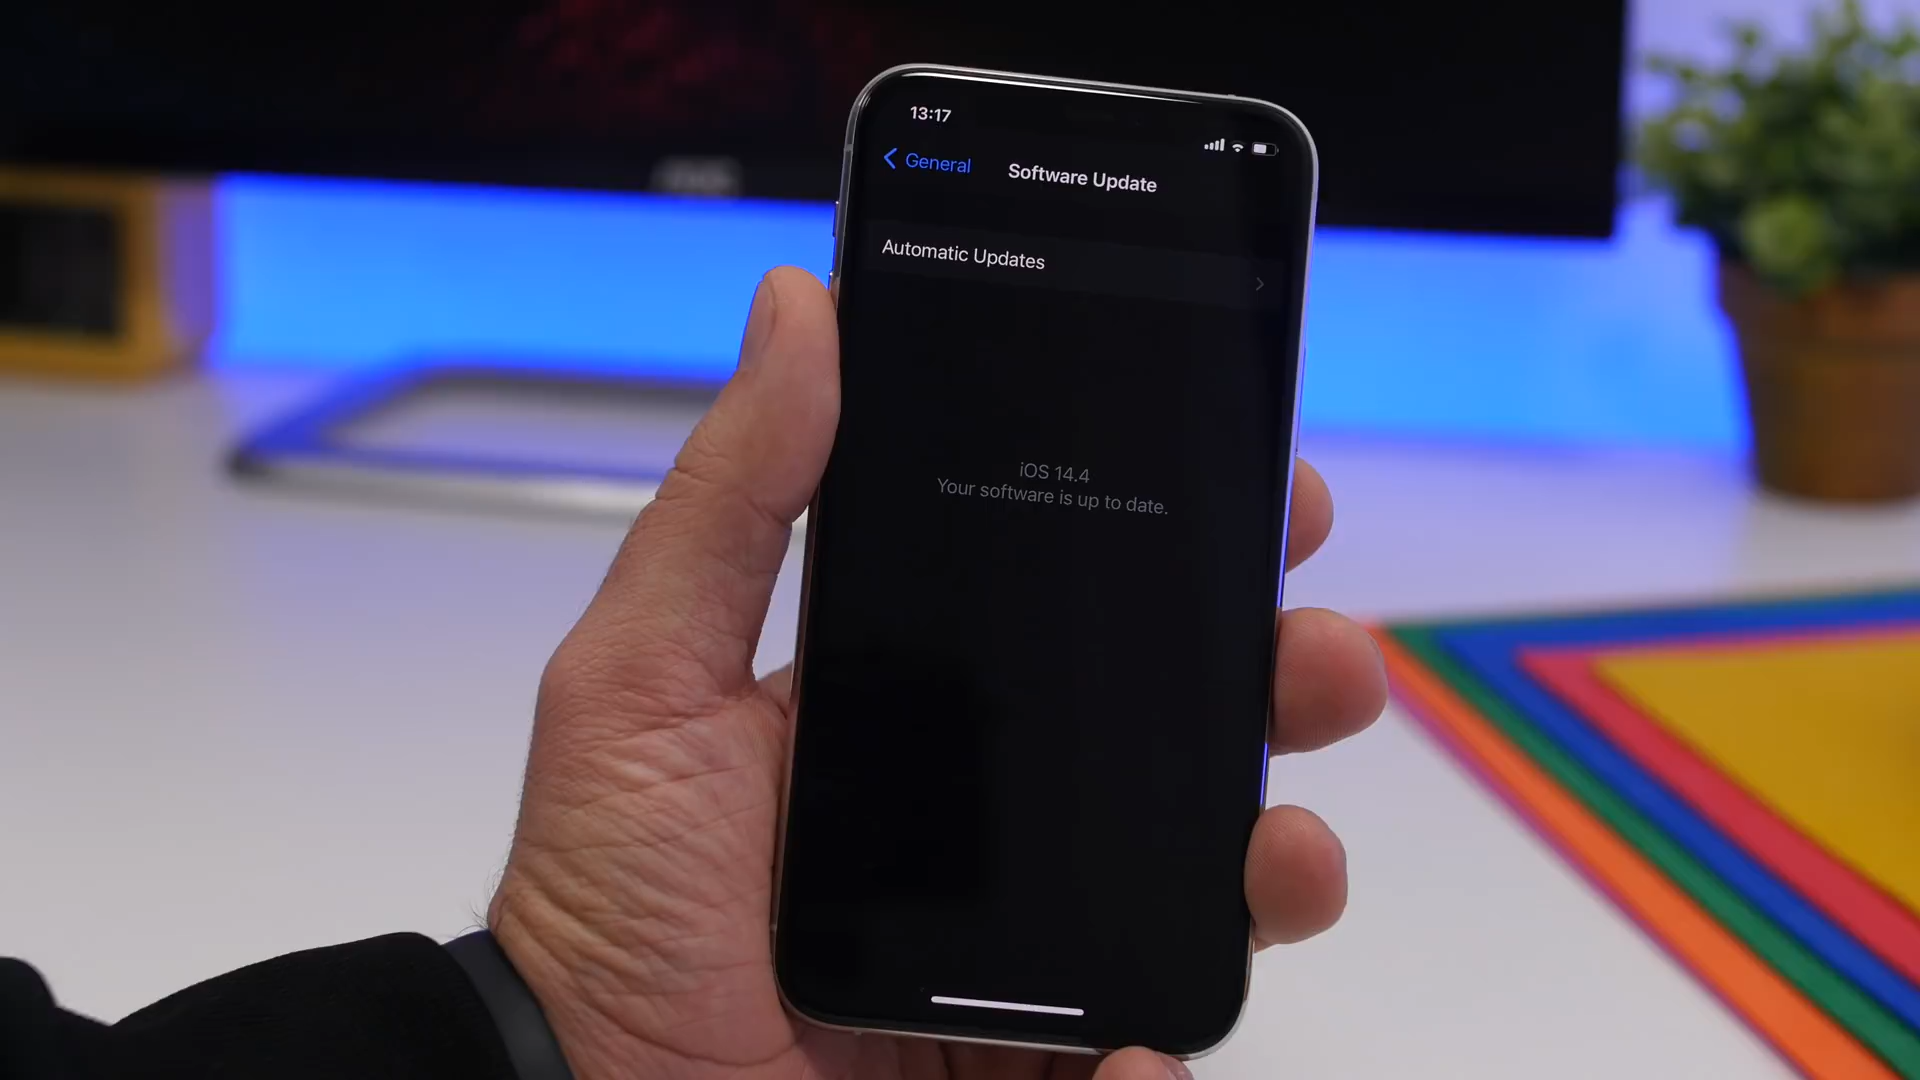 13:17
General
Software Update
Automatic Updates
iOS 14.4
Your software is up to date.